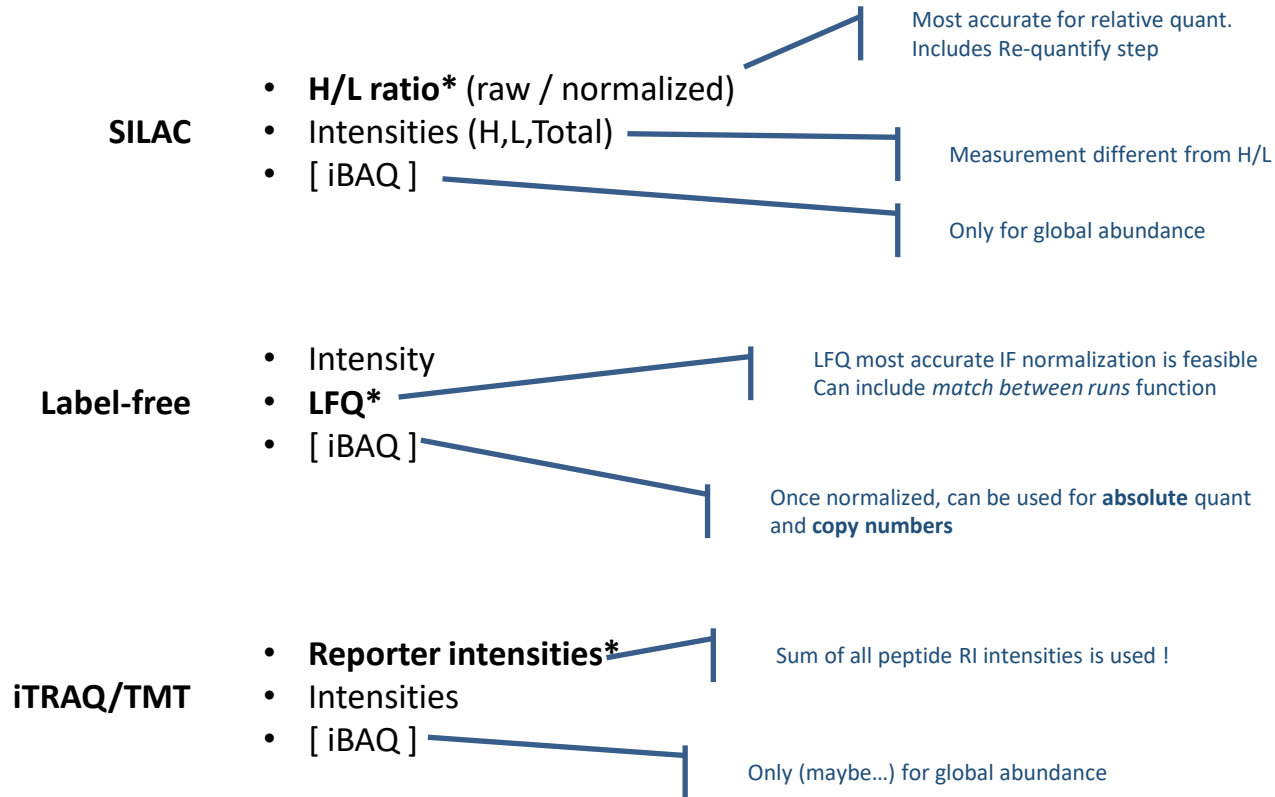 Most accurate for relative quant.
Includes Re-quantify step
SILAC
• H/L ratio* (raw / normalized)
• Intensities (H,L,Total)
• [ iBAQ ]
Measurement different from H/L
Only for global abundance
Label-free
• Intensity
• LFQ*
• [ iBAQ ]
LFQ most accurate IF normalization is feasible
Can include match between runs function
Once normalized, can be used for absolute quant
and copy numbers
iTRAQ/TMT
• Reporter intensities*
• Intensities
• [ iBAQ ]
Sum of all peptide RI intensities is used !
Only (maybe…) for global abundance